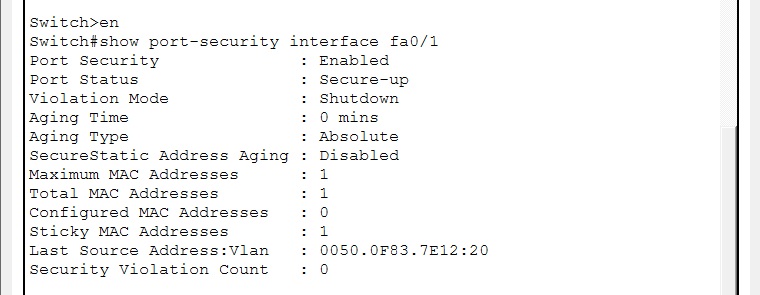 Switch>en
Switch#show port-security interface fa0/1
Port Security : Enabled
Port Status : Secure-up
Violation Mode : Shutdown
Aging Time : 0 mins
Aging Type : Absolute
SecureStatic Address Aging : Disabled
Maximum MAC Addresses : 1
Total MAC Addresses : 1
Configured MAC Addresses : 0
Sticky MAC Addresses : 1
Last Source Address:Vlan : 0050.0F83.7E12:20
Security Violation Count : 0